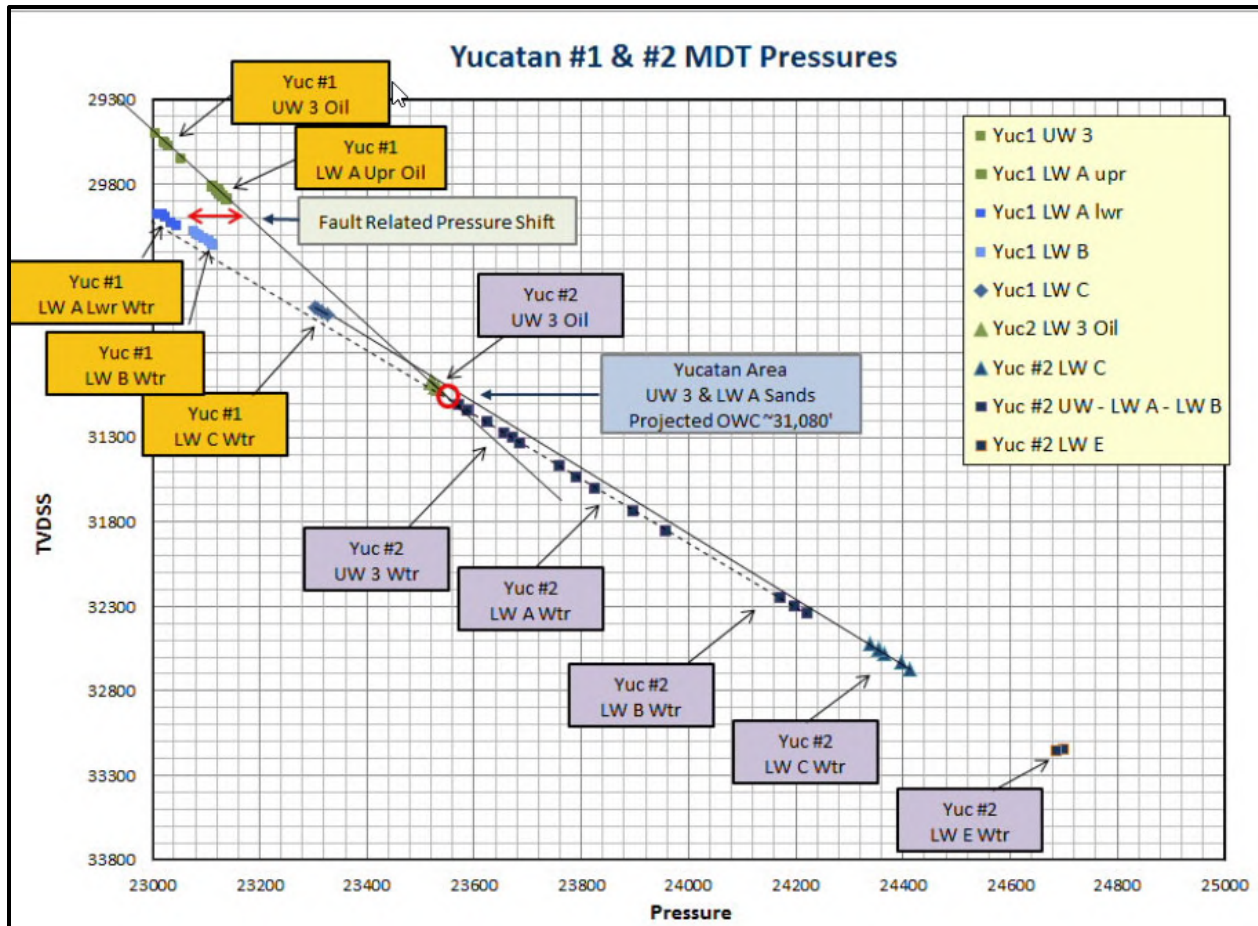 Yucatan #1 & #2 MDT Pressures
29300
29800
31300
31800
32300
32800
33300
33800
TVDSS
23000
23200
23400
23600
23800
24000
24200
24400
24600
24800
25000
Pressure
Yuc #1
UW 3 Oil
Yuc #1
LW A Upr Oil
Fault Related Pressure Shift
Yuc #1
LW A Lwr Wtr
Yuc #1
LW B Wtr
Yuc #1
LW C Wtr
Yuc #2
UW 3 Oil
Yucatan Area
UW 3 & LW A Sands
Projected OWC ~31,080'
Yuc #2
UW 3 Wtr
Yuc #2
LW A Wtr
Yuc #2
LW B Wtr
Yuc #2
LW C Wtr
Yuc #2
LW E Wtr
Yuc1 UW 3
Yuc1 LW A upr
Yuc1 LW A lwr
Yuc1 LW B
Yuc1 LW C
Yuc2 LW 3 Oil
Yuc #2 LW C
Yuc #2 UW - LW A - LW B
Yuc #2 LW E